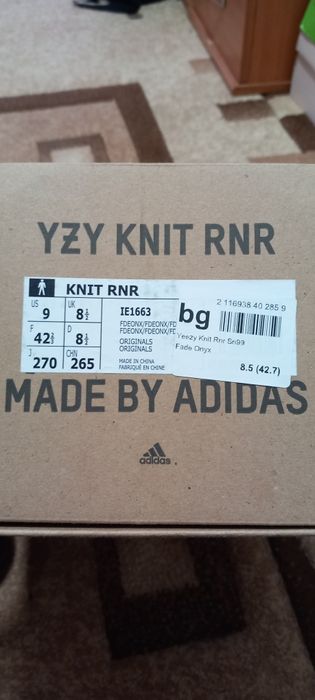 YZY KNIT RNR
KNIT RNR
US 9
UK 8½
F 42⅔
D 8½
J 270
CHN 265
IE1663
FDEONX/FDEONX/FD
FDEONX/FDEONX/FD
ORIGINALS
ORIGINALS
MADE IN CHINA
FABRIQUÉ EN CHINE
bg
2 116938 40 285 9
Yeezy Knit Rnr Sn99
Fade Onyx
8.5 (42.7)
MADE BY ADIDAS
adidas